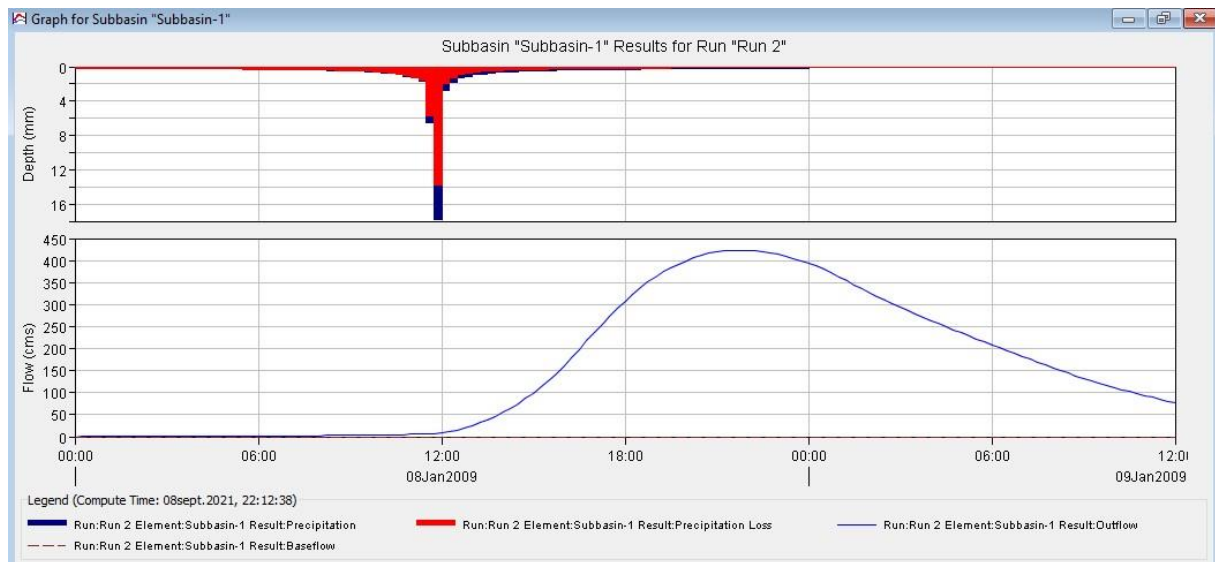 Graph for Subbasin "Subbasin-1"
Subbasin "Subbasin-1" Results for Run "Run 2"
Depth (mm)
0
4
8
12
16
Flow (cms)
450
400
350
300
250
200
150
100
50
0
00:00 06:00 12:00 18:00 00:00 06:00 12:0
08Jan2009 09Jan2009
Legend (Compute Time: 08sept.2021, 22:12:38)
Run:Run 2 Element:Subbasin-1 Result:Precipitation Run:Run 2 Element:Subbasin-1 Result:Precipitation Loss Run:Run 2 Element:Subbasin-1 Result:Outflow
Run:Run 2 Element:Subbasin-1 Result:Baseflow